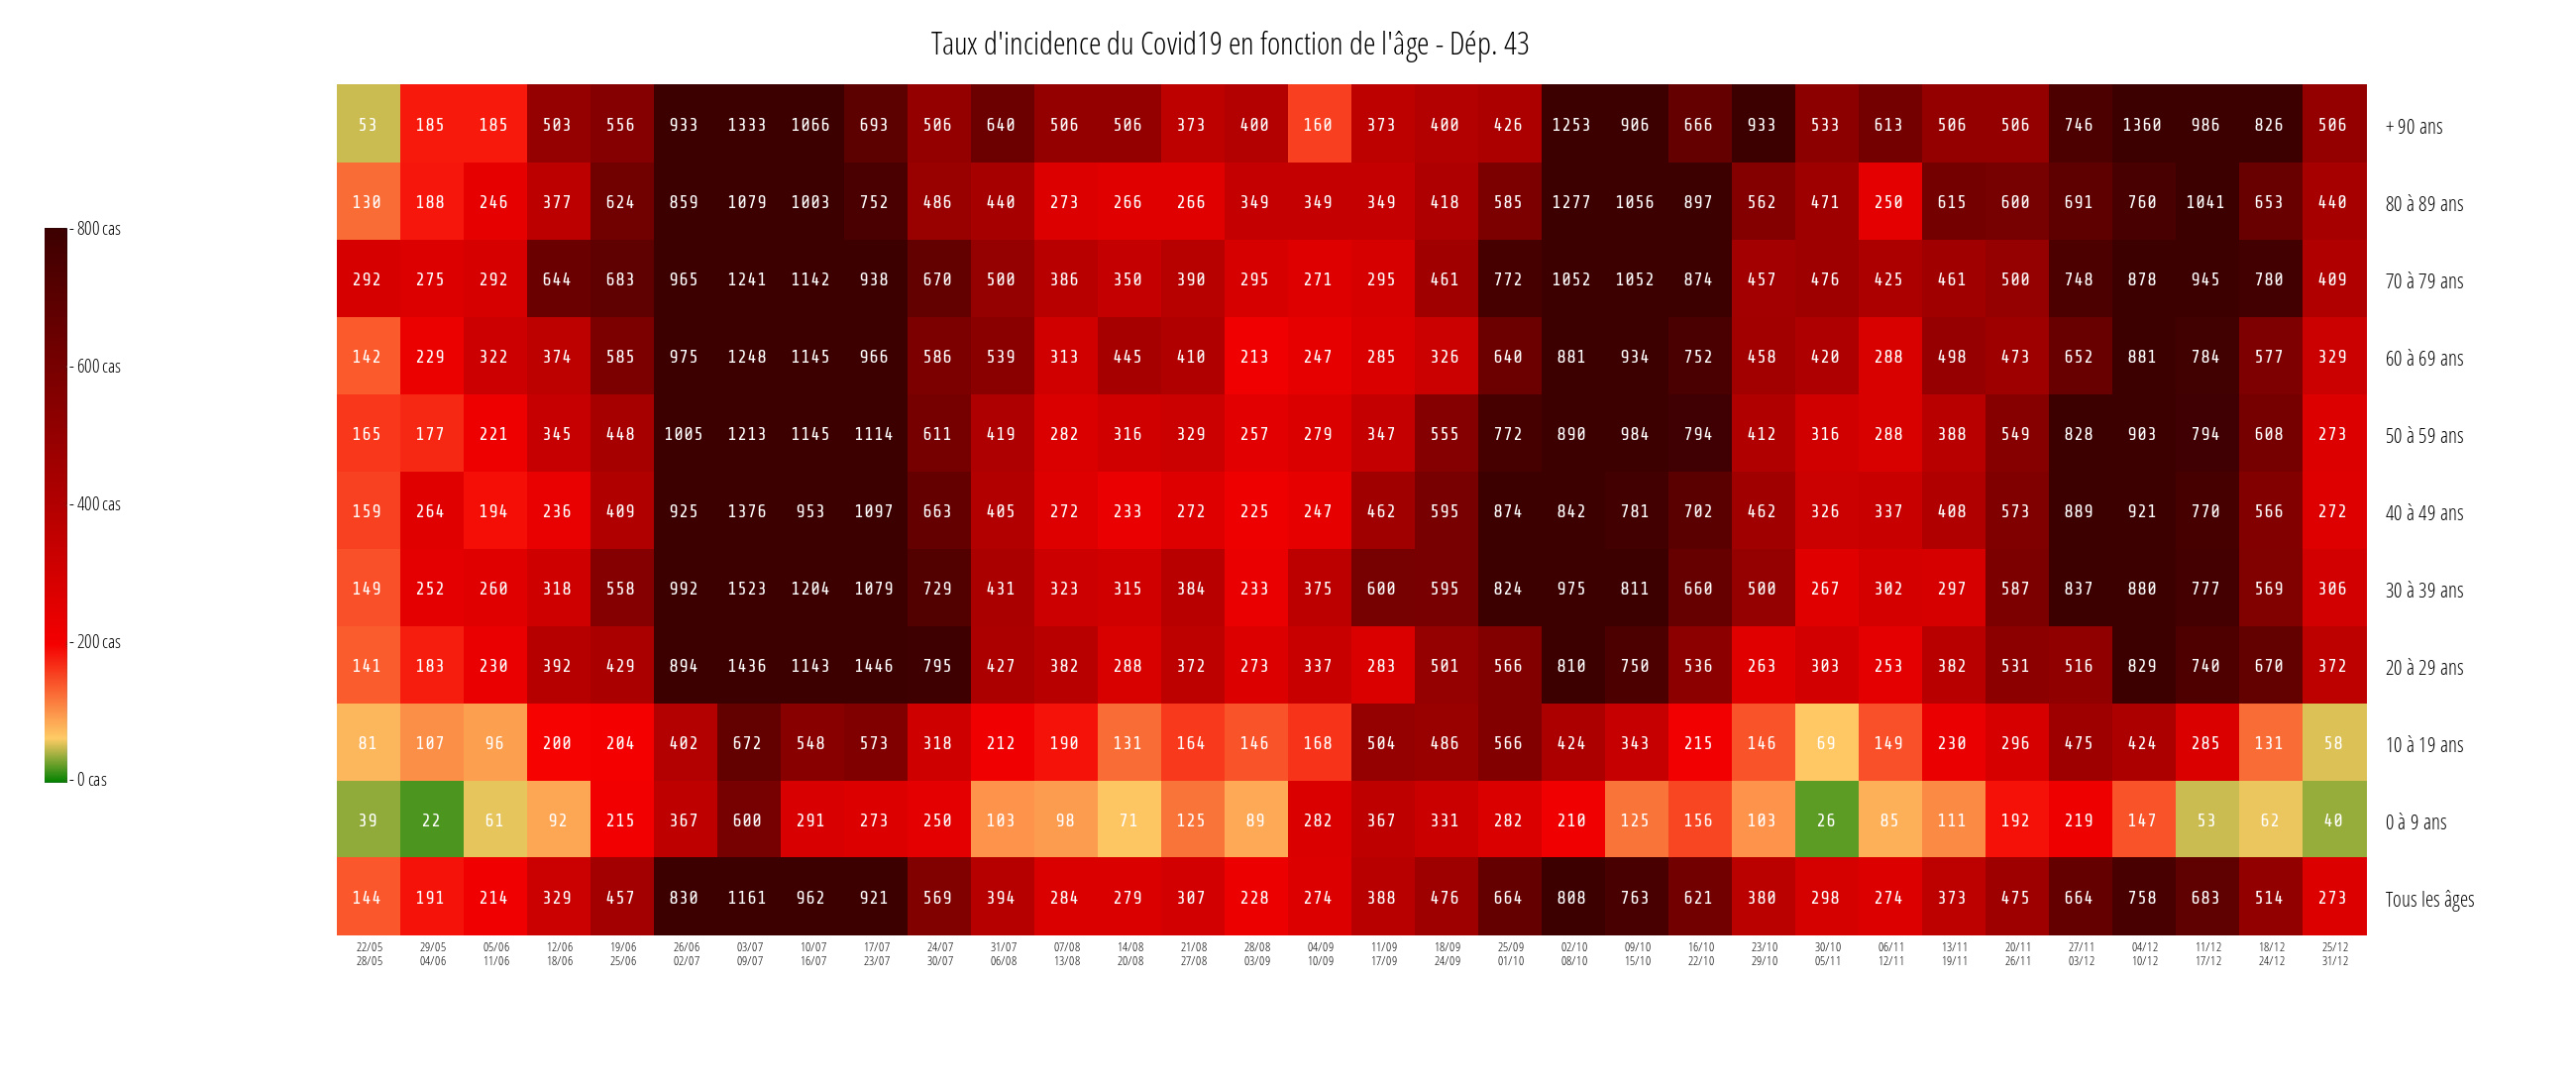 Taux d'incidence du Covid19 en fonction de l'âge - Dép. 43
- 800 cas
- 600 cas
- 400 cas
- 200 cas
- 0 cas
53 185 185 503 556 933 1333 1066 693 506 640 506 506 373 400 160 373 400 426 1253 906 666 933 533 613 506 506 746 1360 986 826 506 + 90 ans
130 188 246 377 624 859 1079 1003 752 486 440 273 266 266 349 349 349 418 585 1277 1056 897 562 471 250 615 600 691 760 1041 653 440 80 à 89 ans
292 275 292 644 683 965 1241 1142 938 670 500 386 350 390 295 271 295 461 772 1052 1052 874 457 476 425 461 500 748 878 945 780 409 70 à 79 ans
142 229 322 374 585 975 1248 1145 966 586 539 313 445 410 213 247 285 326 640 881 934 752 458 420 288 498 473 652 881 784 577 329 60 à 69 ans
165 177 221 345 448 1005 1213 1145 1114 611 419 282 316 329 257 279 347 555 772 890 984 794 412 316 288 388 549 828 903 794 608 273 50 à 59 ans
159 264 194 236 409 925 1376 953 1097 663 405 272 233 272 225 247 462 595 874 842 781 702 462 326 337 408 573 889 921 770 566 272 40 à 49 ans
149 252 260 318 558 992 1523 1204 1079 729 431 323 315 384 233 375 600 595 824 975 811 660 500 267 302 297 587 837 880 777 569 306 30 à 39 ans
141 183 230 392 429 894 1436 1143 1446 795 427 382 288 372 273 337 283 501 566 810 750 536 263 303 253 382 531 516 829 740 670 372 20 à 29 ans
81 107 96 200 204 402 672 548 573 318 212 190 131 164 146 168 504 486 566 424 343 215 146 69 149 230 296 475 424 285 131 58 10 à 19 ans
39 22 61 92 215 367 600 291 273 250 103 98 71 125 89 282 367 331 282 210 125 156 103 26 85 111 192 219 147 53 62 40 0 à 9 ans
144 191 214 329 457 830 1161 962 921 569 394 284 279 307 228 274 388 476 664 808 763 621 380 298 274 373 475 664 758 683 514 273 Tous les âges
22/05 29/05 05/06 12/06 19/06 26/06 03/07 10/07 17/07 24/07 31/07 07/08 14/08 21/08 28/08 04/09 11/09 18/09 25/09 02/10 09/10 16/10 23/10 30/10 06/11 13/11 20/11 27/11 04/12 11/12 18/12 25/12
28/05 04/06 11/06 18/06 25/06 02/07 09/07 16/07 23/07 30/07 06/08 13/08 20/08 27/08 03/09 10/09 17/09 24/09 01/10 08/10 15/10 22/10 29/10 05/11 12/11 19/11 26/11 03/12 10/12 17/12 24/12 31/12